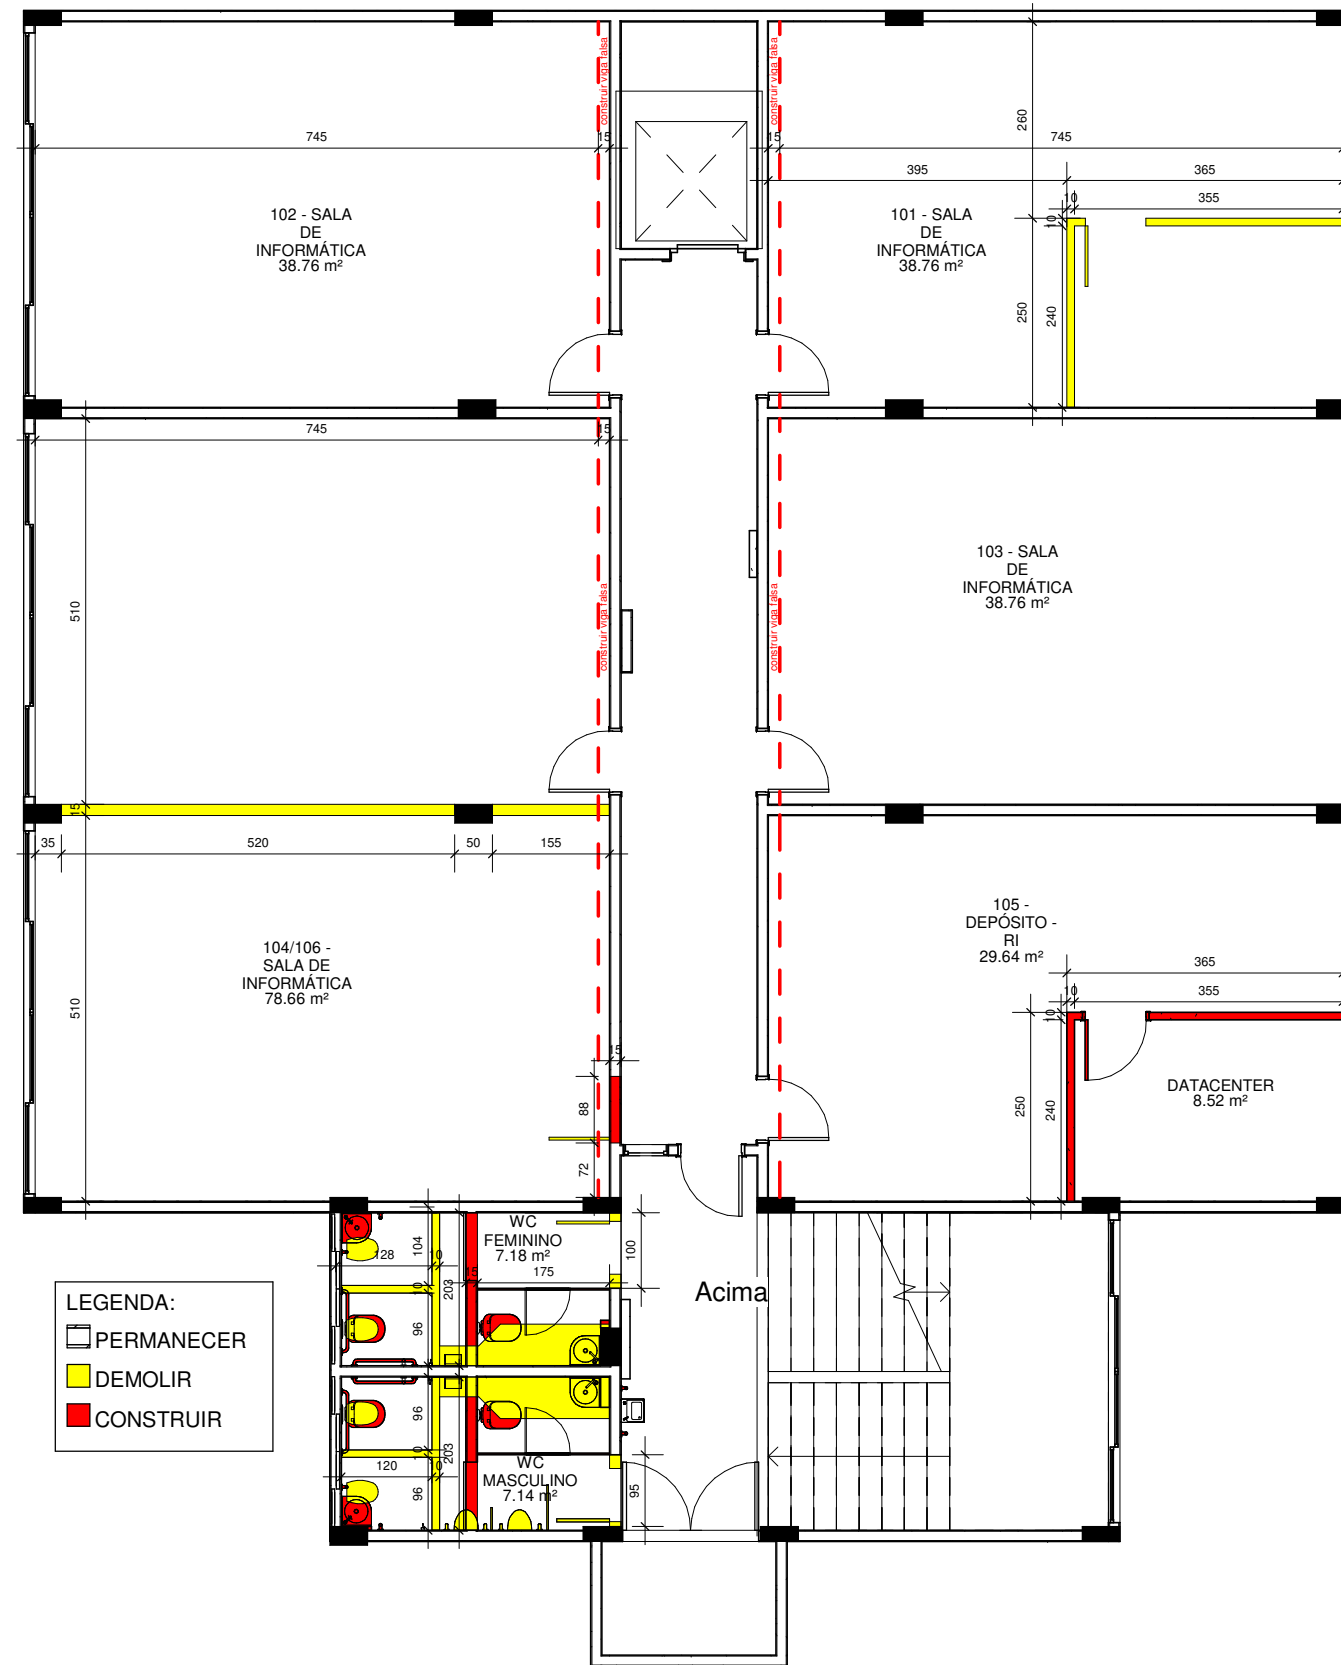 construir viga falsa
construir viga falsa
260
745
15
15
745
395
365
10
355
102 - SALA
DE
INFORMÁTICA
38.76 m²
101 - SALA
DE
INFORMÁTICA
38.76 m²
10
250
240
745
15
510
construir viga falsa
construir viga falsa
103 - SALA
DE
INFORMÁTICA
38.76 m²
15
35
520
50
155
104/106 -
SALA DE
INFORMÁTICA
78.66 m²
510
105 -
DEPÓSITO -
RI
29.64 m²
365
10
355
10
250
240
DATACENTER
8.52 m²
15
88
72
WC
FEMININO
7.18 m²
104
128
10
15
175
100
203
10
96
Acima
LEGENDA:
PERMANECER
DEMOLIR
CONSTRUIR
96
10
203
120
10
96
WC
MASCULINO
7.14 m²
95